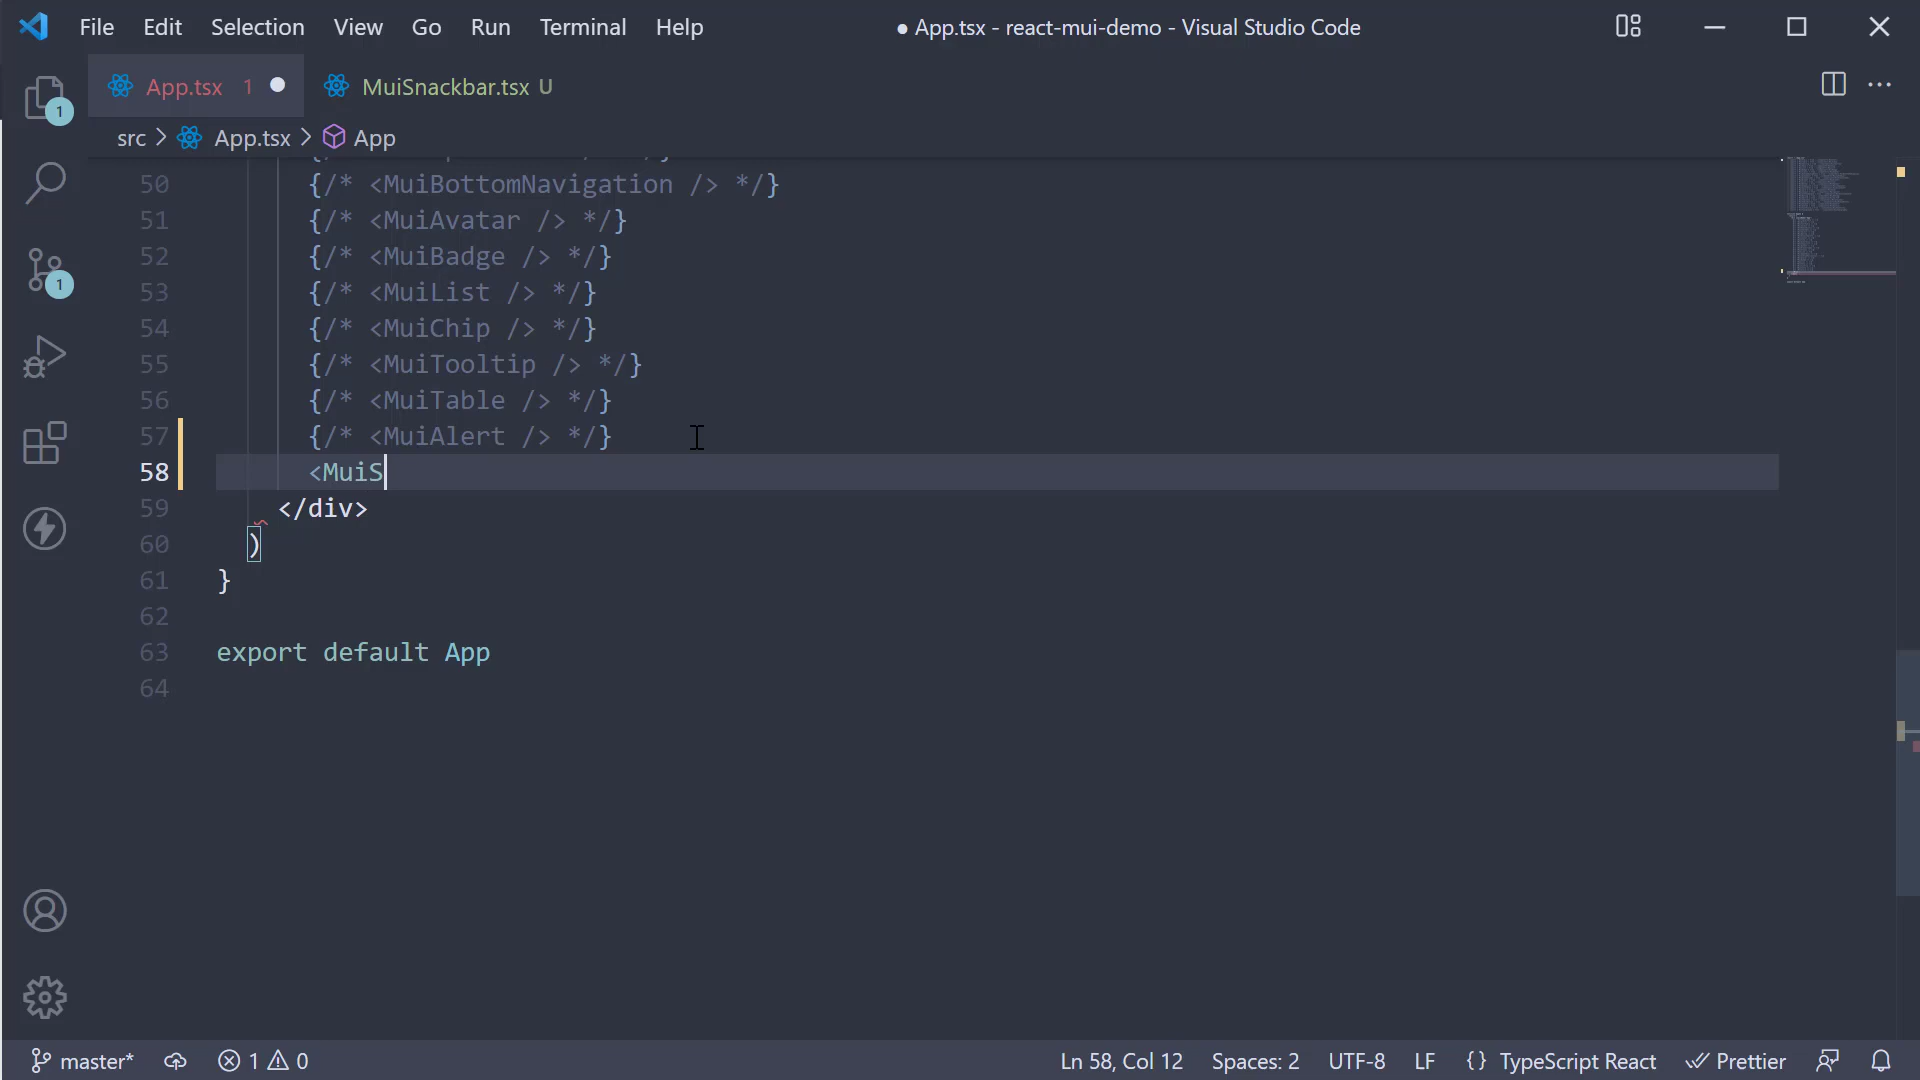 File Edit Selection View Go Run Terminal Help ● App.tsx - react-mui-demo - Visual Studio Code
App.tsx 1 ● MuiSnackbar.tsx U
src > App.tsx > App
1
50 {/* <MuiBottomNavigation /> */}
51 {/* <MuiAvatar /> */}
52 {/* <MuiBadge /> */}
1
53 {/* <MuiList /> */}
54 {/* <MuiChip /> */}
55 {/* <MuiTooltip /> */}
56 {/* <MuiTable /> */}
57 {/* <MuiAlert /> */}
58 <MuiS
59 </div>
60 )
61 }
62
63 export default App
64
master* 1 0 Ln 58, Col 12 Spaces: 2 UTF-8 LF {} TypeScript React Prettier